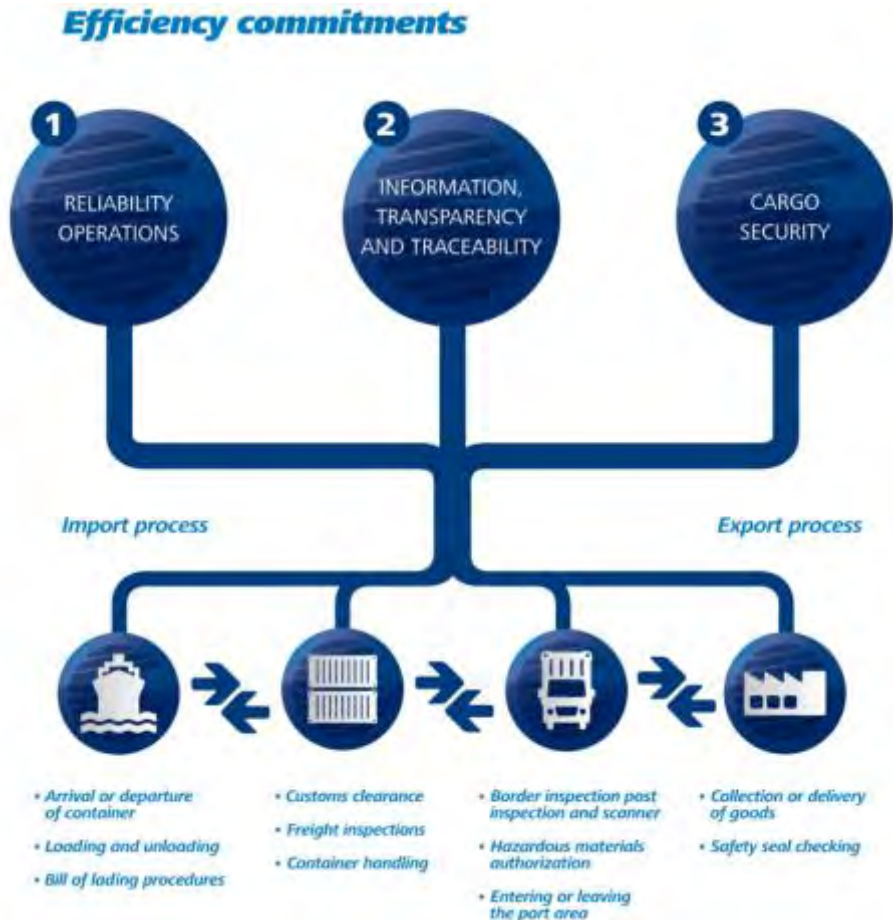 Efficiency commitments
1
RELIABILITY
OPERATIONS
2
INFORMATION,
TRANSPARENCY
AND TRACEABILITY
3
CARGO
SECURITY
Import process
Export process
• Arrival or departure
of container
• Loading and unloading
• Bill of lading procedures
• Customs clearance
• Freight inspections
• Container handling
• Border inspection post
inspection and scanner
• Hazardous materials
authorization
• Entering or leaving
the port area
• Collection or delivery
of goods
• Safety seal checking